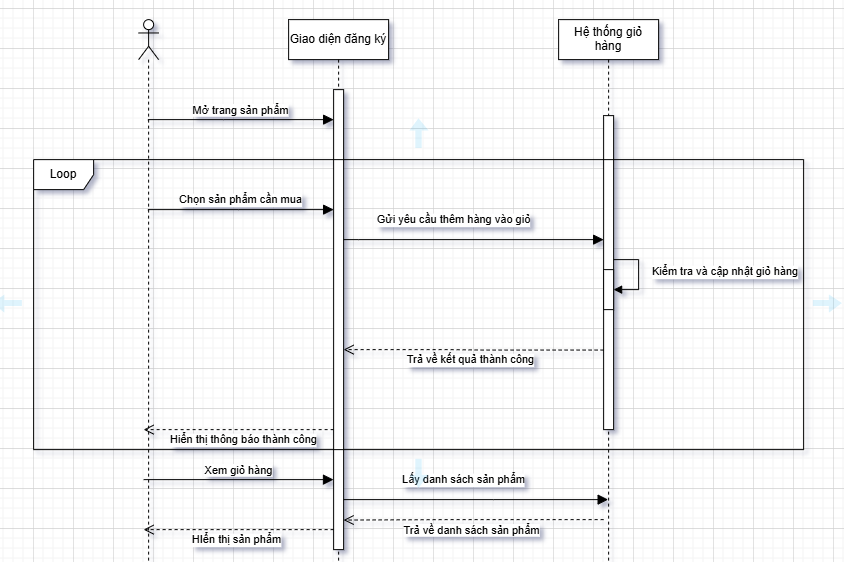 Giao diện đăng ký
Hệ thống giỏ
hàng
Mở trang sản phẩm
Loop
Chọn sản phẩm cần mua
Gửi yêu cầu thêm hàng vào giỏ
Kiểm tra và cập nhật giỏ hàng
Trả về kết quả thành công
Hiển thị thông báo thành công
Xem giỏ hàng
Lấy danh sách sản phẩm
Trả về danh sách sản phẩm
HIển thị sản phẩm